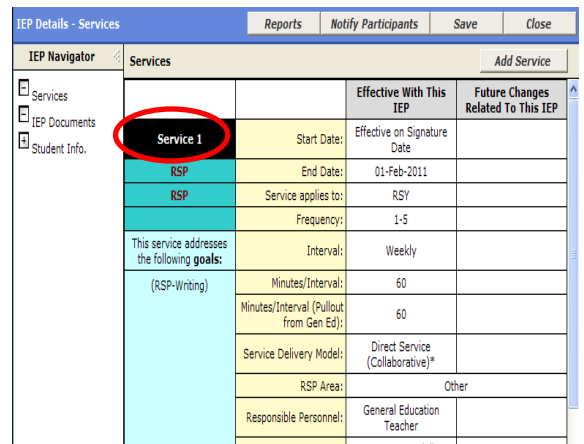 IEP Details - Services
Reports
Notify Participants
Save
Close
IEP Navigator
Services
Add Service
Services
IEP Documents
Student Info.
Effective With This
IEP
Future Changes
Related To This IEP
Service 1
Start Date:
Effective on Signature
Date
RSP
End Date:
01-Feb-2011
RSP
Service applies to:
RSY
Frequency:
1-5
This service addresses
the following goals:
Interval:
Weekly
(RSP-Writing)
Minutes/Interval:
60
Minutes/Interval (Pullout
from Gen Ed):
60
Service Delivery Model:
Direct Service
(Collaborative)*
RSP Area:
Other
Responsible Personnel:
General Education
Teacher